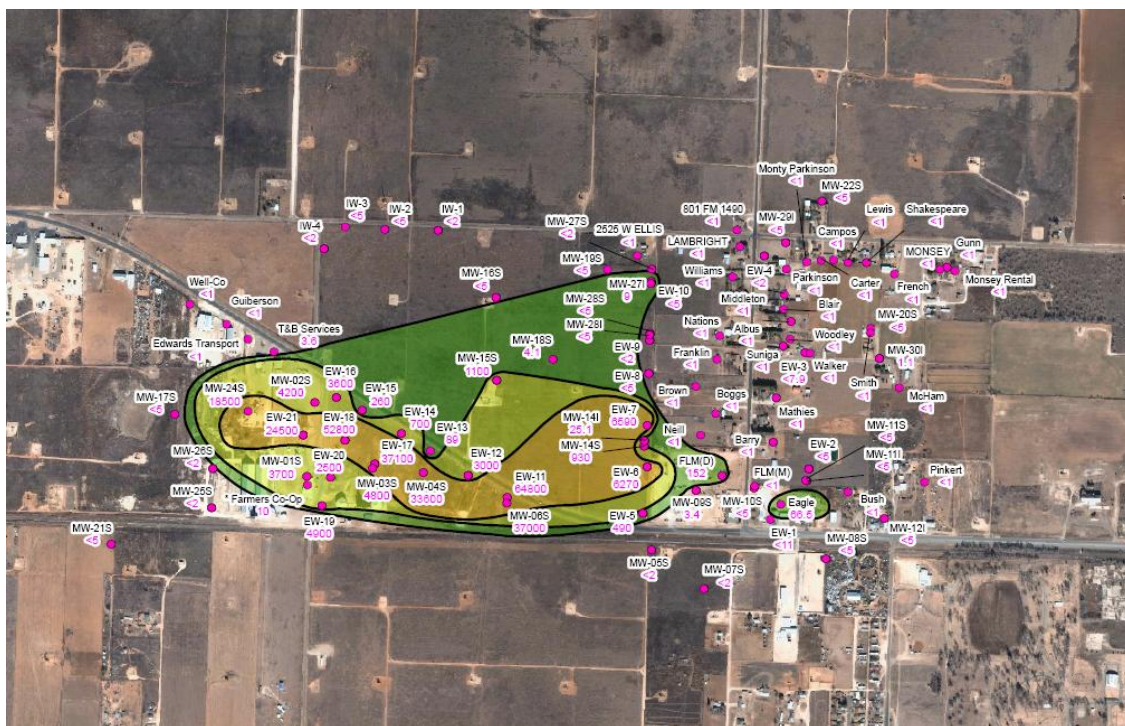 Monty Parkinson
<1
MW-22S
<5
IW-3
<5
IW-2
<5
IW-1
<2
IW-4
<2
MW-27S
<2
2525 W ELLIS
<1
801 FM 1490
<1
MW-29I
<5
Campos
<1
Lewis
<1
Shakespeare
<1
LAMBRIGHT
<1
MONSEY
<1
Gunn
<1
MW-16S
<5
MW-19S
<5
MW-27I
9
Williams
<1
EW-4
<2
Parkinson
<1
Carter
<1
French
<1
Monsey Rental
<1
Well-Co
<1
Guiberson
<1
MW-28S
<5
EW-10
<5
Middleton
<1
Blair
<1
MW-20S
<5
T&B Services
3.6
Edwards Transport
<1
MW-28I
<5
MW-18S
4.1
EW-9
<2
Nations
<1
Albus
<1
Woodley
<1
MW-15S
1100
Franklin
<1
Suniga
<1
EW-3
<7.9
Walker
<1
MW-30I
Smith
<1
EW-16
3600
MW-02S
4200
MW-24S
18500
EW-15
260
EW-8
<5
Brown
<1
Boggs
<1
McHam
<1
MW-17S
<5
EW-21
24500
EW-18
52800
EW-14
700
EW-13
MW-14I
25.1
EW-7
6590
Mathies
<1
MW-11S
<5
EW-17
37100
MW-14S
930
Neill
<1
Barry
<1
EW-2
<5
MW-26S
<2
MW-01S
3700
EW-20
2500
EW-12
3000
EW-6
6270
FLM(D)
152
FLM(M)
<1
MW-11I
<5
Pinkert
<1
MW-03S
4800
MW-04S
33600
EW-11
64800
MW-25S
<2
Farmers Co-Op
10
EW-19
4900
MW-06S
37000
EW-5
490
MW-09S
3.4
MW-10S
<5
Eagle
66.5
Bush
<1
MW-12I
<5
MW-21S
<5
EW-1
<11
MW-05S
<2
MW-07S
<2
MW-08S
<5